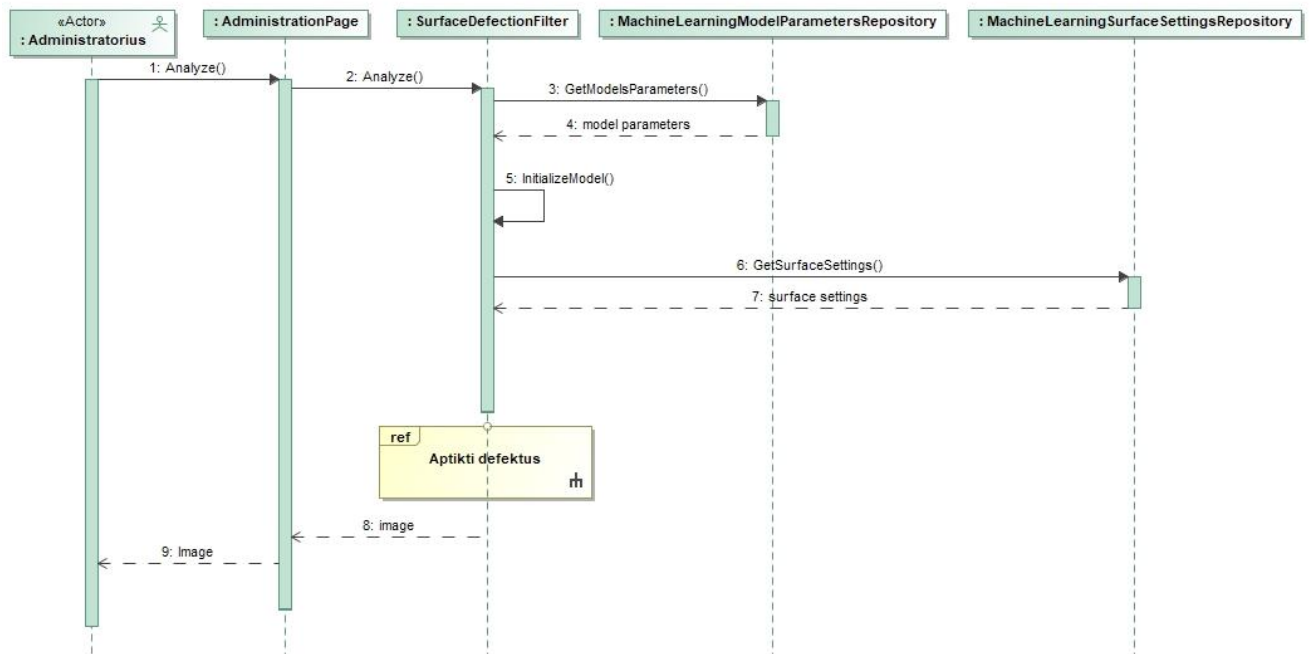 «Actor»
: Administratorius
: AdministrationPage
: SurfaceDefectionFilter
: MachineLearningModelParametersRepository
: MachineLearningSurfaceSettingsRepository
1: Analyze()
2: Analyze()
3: GetModelsParameters()
4: model parameters
5: InitializeModel()
6: GetSurfaceSettings()
7: surface settings
ref
Aptikti defektus
8: image
9: Image